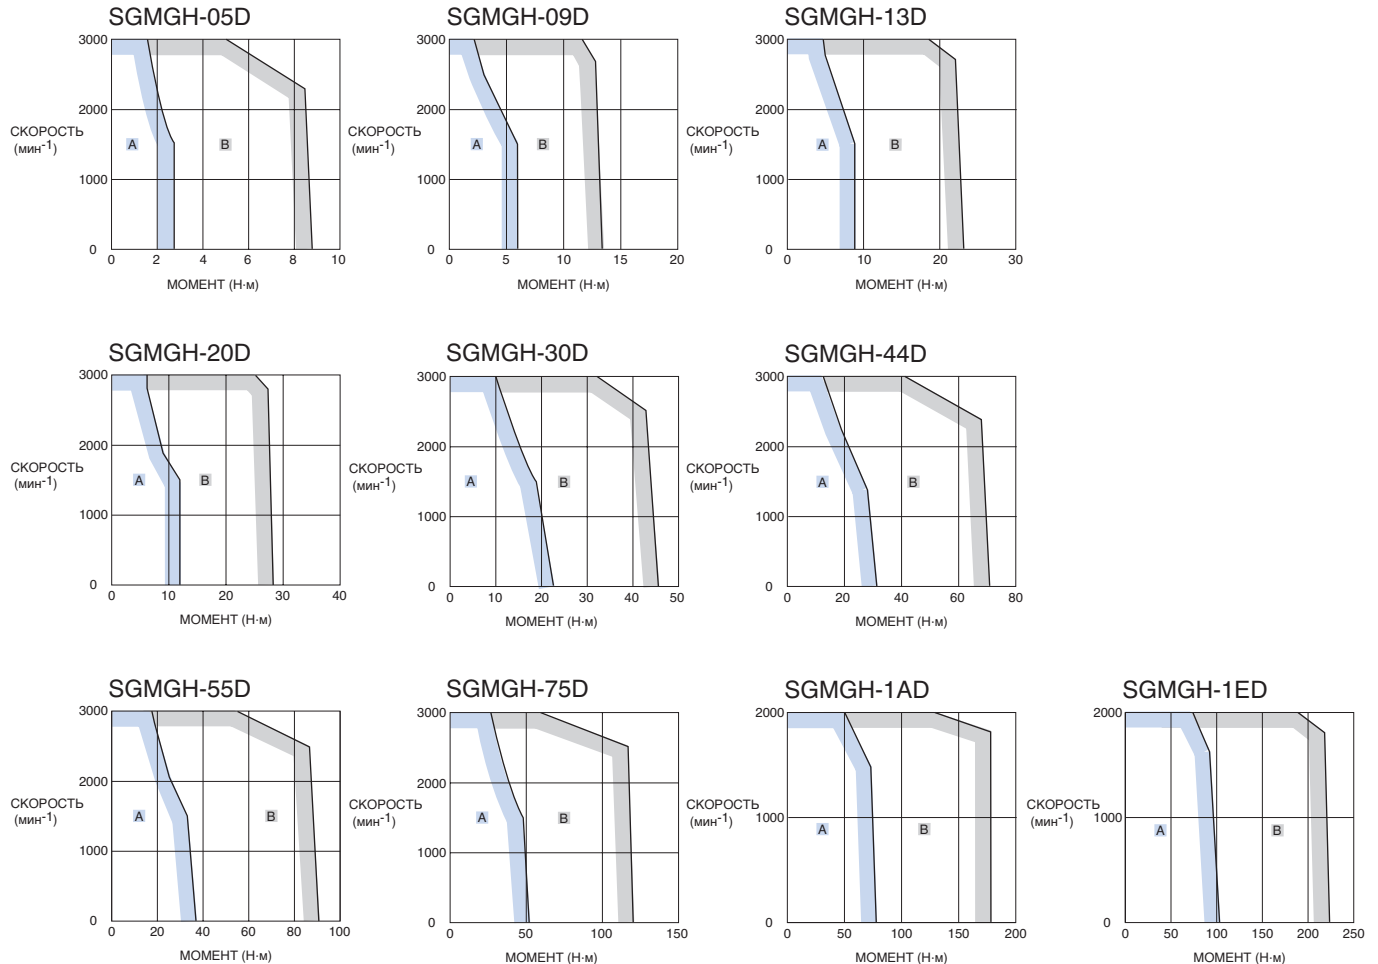 SGMGH-05D
3000
2000
СКОРОСТЬ
(мин-1)
A
B
1000
0
0 2 4 6 8 10
МОМЕНТ (Н·м)
SGMGH-09D
3000
2000
СКОРОСТЬ
(мин-1)
A
B
1000
0
0 5 10 15 20
МОМЕНТ (Н·м)
SGMGH-13D
3000
2000
СКОРОСТЬ
(мин-1)
A
B
1000
0
0 10 20 30
МОМЕНТ (Н·м)
SGMGH-20D
3000
2000
СКОРОСТЬ
(мин-1)
A
B
1000
0
0 10 20 30 40
МОМЕНТ (Н·м)
SGMGH-30D
3000
2000
СКОРОСТЬ
(мин-1)
A
B
1000
0
0 10 20 30 40 50
МОМЕНТ (Н·м)
SGMGH-44D
3000
2000
СКОРОСТЬ
(мин-1)
A
B
1000
0
0 20 40 60 80
МОМЕНТ (Н·м)
SGMGH-55D
3000
2000
СКОРОСТЬ
(мин-1)
A
B
1000
0
0 20 40 60 80 100
МОМЕНТ (Н·м)
SGMGH-75D
3000
2000
СКОРОСТЬ
(мин-1)
A
B
1000
0
0 50 100 150
МОМЕНТ (Н·м)
SGMGH-1AD
2000
СКОРОСТЬ
(мин-1)
1000
A
B
0
0 50 100 150 200
МОМЕНТ (Н·м)
SGMGH-1ED
2000
СКОРОСТЬ
(мин-1)
1000
A
B
0
0 50 100 150 200 250
МОМЕНТ (Н·м)